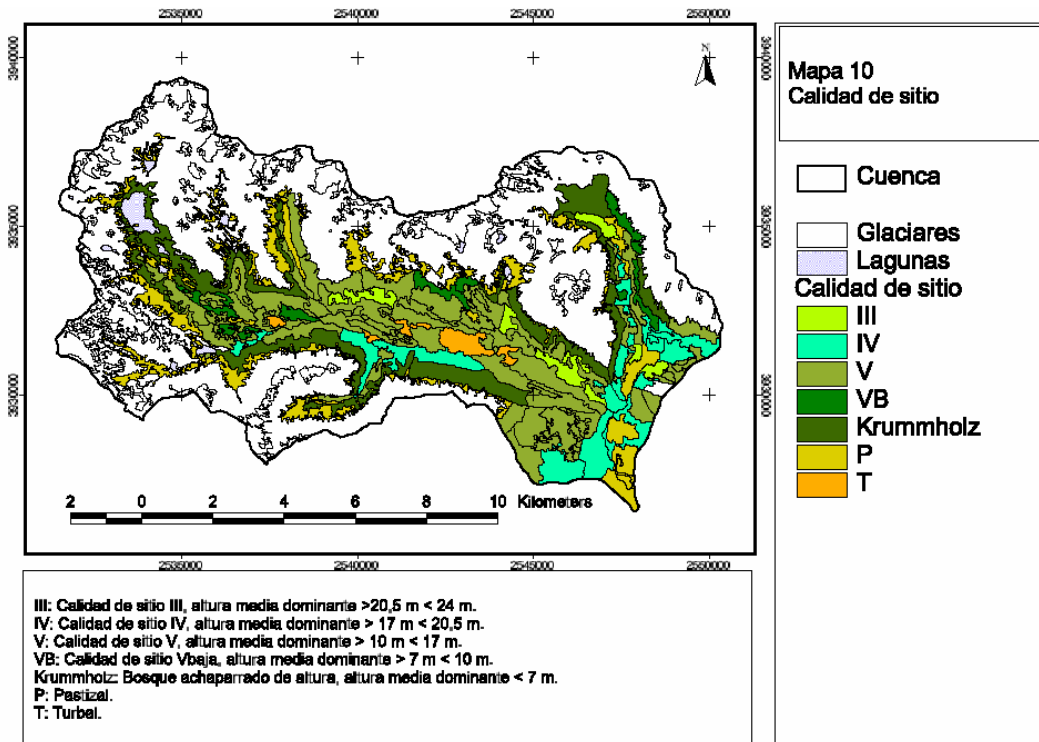 2535000 2540000 2545000 2550000
3940000 3940000
3935000 3935000
3930000 3930000
N
2 0 2 4 6 8 10 Kilometers
2535000 2540000 2545000 2550000
Mapa 10
Calidad de sitio
Cuenca
Glaciares
Lagunas
Calidad de sitio
III
IV
V
VB
Krummholz
P
T
III: Calidad de sitio III, altura media dominante >20,5 m < 24 m.
IV: Calidad de sitio IV, altura media dominante > 17 m < 20,5 m.
V: Calidad de sitio V, altura media dominante > 10 m < 17 m.
VB: Calidad de sitio Vbaja, altura media dominante > 7 m < 10 m.
Krummholz: Bosque achaparrado de altura, altura media dominante < 7 m.
P: Pastizal.
T: Turbal.